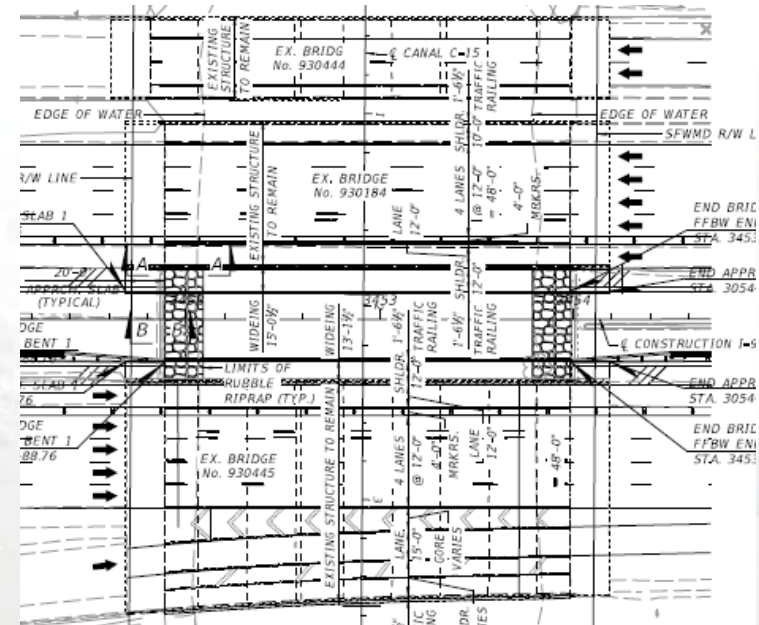 EXISTING
STRUCTURE
TO REMAIN
EX. BRIDG
No. 930444
℄ CANAL C-15
SHLDR. 1'-6½"
10'-0" TRAFFIC
RAILING
EDGE OF WATER
EDGE OF WATER
SFWMD R/W L
R/W LINE
EXISTING STRUCTURE
TO REMAIN
EX. BRIDGE
No. 930184
LANE
12'-0"
4 LANES
@ 12'-0"
= 48'-0"
4'-0"
MRKRS.
SLAB 1
END BRID
FFBW EN
STA. 3453
A
A
20'-0"
APPRCH. SLAB
(TYPICAL)
END APPR
STA. 3054
3453
3454
B
B
WIDEING
15'-0½"
WIDEING
13'-1½"
SHLDR.
12'-0"
1'-6½"
TRAFFIC
RAILING
SHLDR. 1'-6½"
12'-0" TRAFFIC
RAILING
DGE
BENT 1
℄ CONSTRUCTION I-9
LIMITS OF
RUBBLE
RIPRAP (TYP.)
SLAB 1
76
END APPR
STA. 3054
DGE
BENT 1
88.76
END BRID
FFBW EN
STA. 3453
EXISTING STRUCTURE TO REMAIN
EX. BRIDGE
No. 930445
4 LANES
@ 12'-0"
4'-0"
MRKRS.
LANE
12'-0"
= 48'-0"
LANE
15'-0"
GORE
VARIES